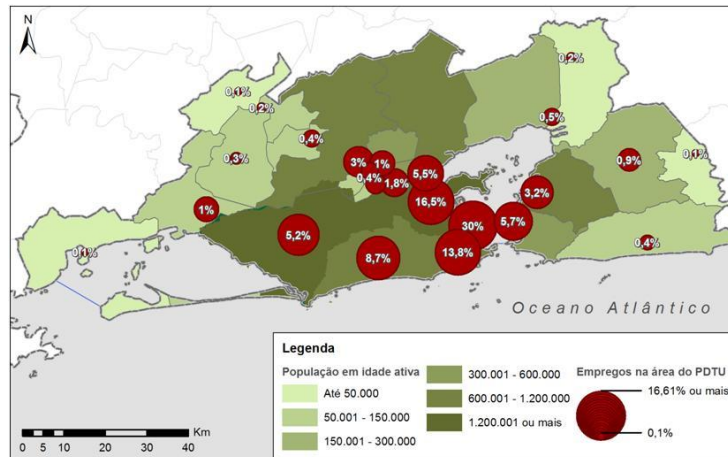 N
0,2%
0,1%
0,2%
0,5%
0,4%
0,3%
3%
1%
0,9%
0,1%
5,5%
0,4%
1,8%
3,2%
16,5%
1%
5,7%
30%
5,2%
0,4%
13,8%
0,1%
8,7%
Oceano Atlântico
Legenda
População em idade ativa
Até 50.000
50.001 - 150.000
150.001 - 300.000
300.001 - 600.000
600.001 - 1.200.000
1.200.001 ou mais
Empregos na área do PDTU
16,61% ou mais
0,1%
Km
0 5 10 20 30 40